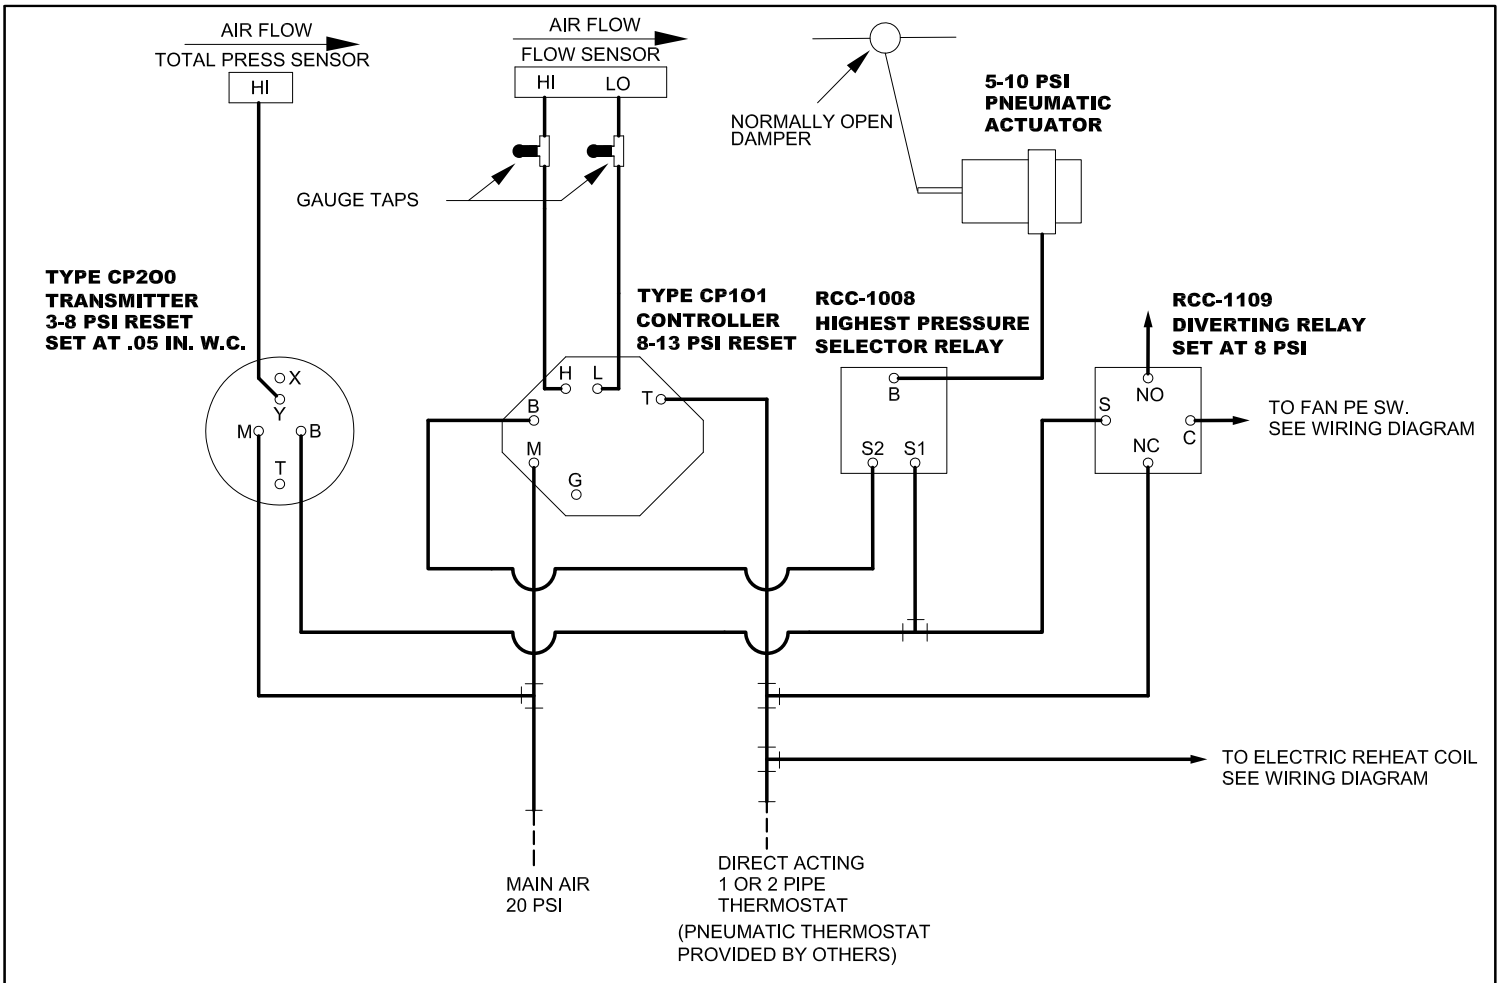 AIR FLOW
TOTAL PRESS SENSOR
HI
AIR FLOW
FLOW SENSOR
HI LO
GAUGE TAPS
NORMALLY OPEN
DAMPER
5-10 PSI
PNEUMATIC
ACTUATOR
TYPE CP200
TRANSMITTER
3-8 PSI RESET
SET AT .05 IN. W.C.
X
Y
M B
T
TYPE CP101
CONTROLLER
8-13 PSI RESET
H L
B T
M
G
RCC-1008
HIGHEST PRESSURE
SELECTOR RELAY
B
S2 S1
RCC-1109
DIVERTING RELAY
SET AT 8 PSI
S NO
C
NC
TO FAN PE SW.
SEE WIRING DIAGRAM
TO ELECTRIC REHEAT COIL
SEE WIRING DIAGRAM
MAIN AIR
20 PSI
DIRECT ACTING
1 OR 2 PIPE
THERMOSTAT
(PNEUMATIC THERMOSTAT
PROVIDED BY OTHERS)